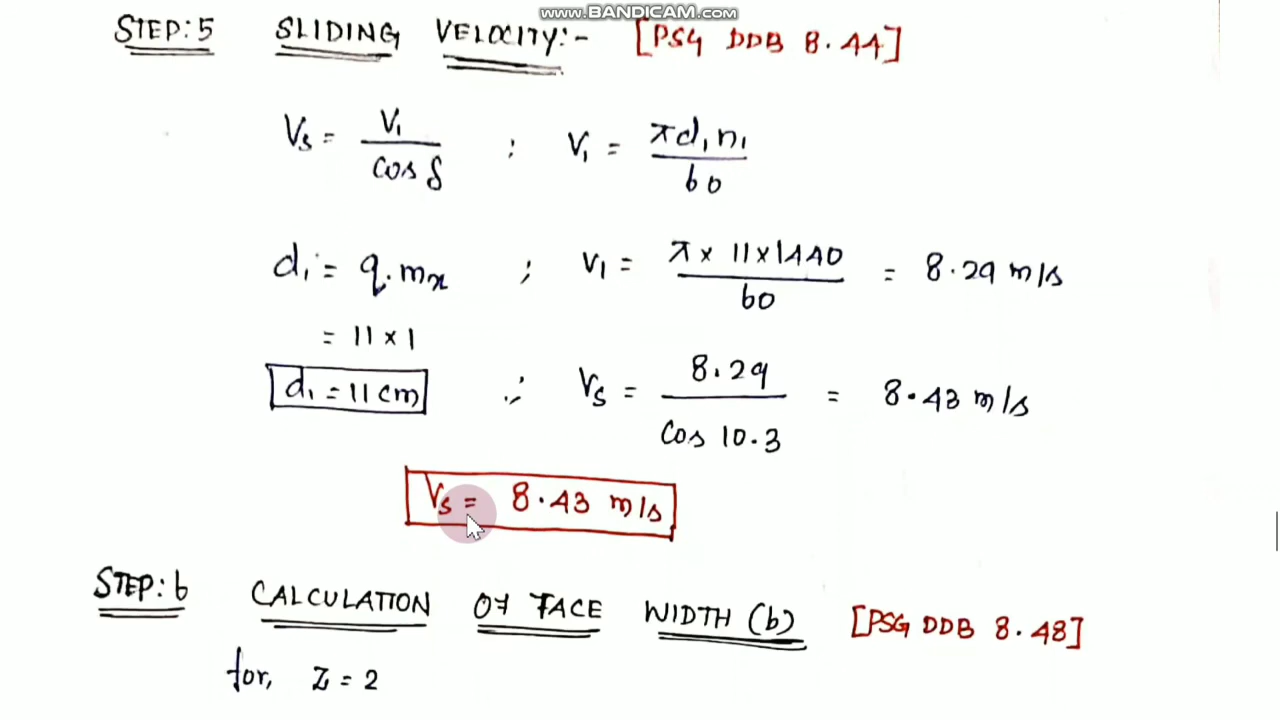 www.BANDICAM.com
STEP:5 SLIDING VELOCITY:- [PSG DDB 8.44]
Vs = V1 / cos δ ; V1 = πd1n1 / 60
d1 = q.mx ; V1 = π × 11 × 1440 / 60 = 8.29 m/s
= 11 × 1
d1 = 11 cm ∴ Vs = 8.29 / cos 10.3 = 8.43 m/s
Vs = 8.43 m/s
STEP:6 CALCULATION OF FACE WIDTH (b) [PSG DDB 8.48]
for, Z = 2